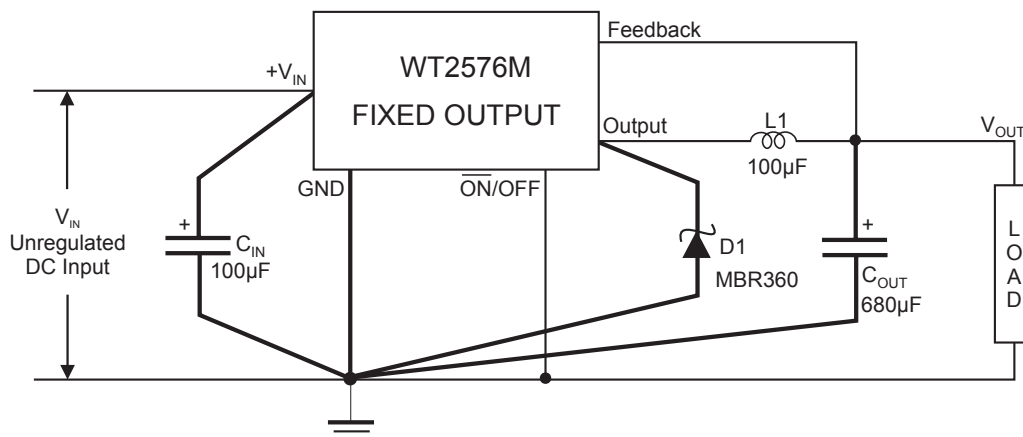 Feedback
WT2576M
FIXED OUTPUT
+VIN
Output
L1
100µF
VOUT
GND
ON/OFF
VIN
Unregulated
DC Input
+
CIN
100µF
D1
MBR360
+
COUT
680µF
LOAD